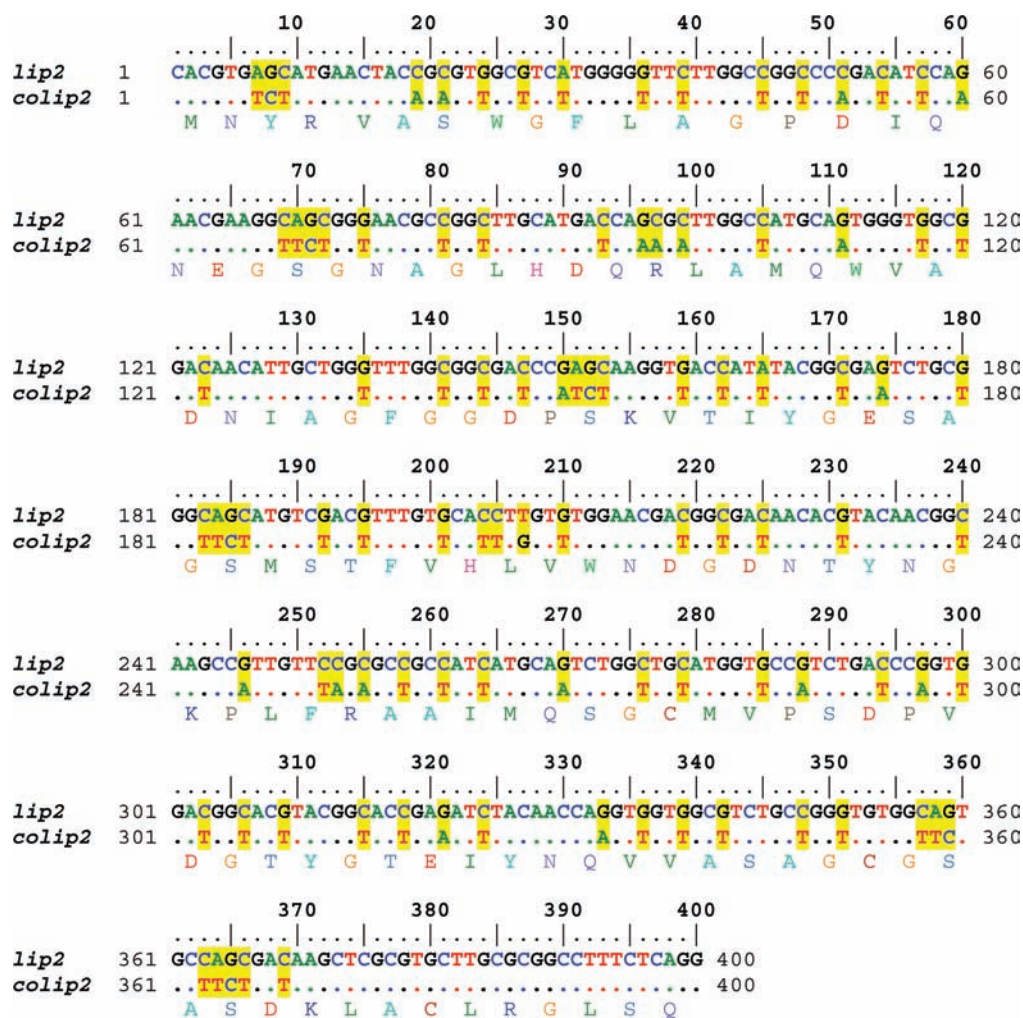 10 20 30 40 50 60
....|....|....|....|....|....|....|....|....|....|....|....|
lip2 1 CACGTGAGCATGAACTACCGCGTGGCGTCATGGGGGTTCTTGGCCGGCCCCGACATCCAG 60
colip2 1 ......TCT.........A.A..T..T..T.....T..T.....T..T..A..T..T..A 60
M N Y R V A S W G F L A G P D I Q
70 80 90 100 110 120
....|....|....|....|....|....|....|....|....|....|....|....|
lip2 61 AACGAAGGCAGCGGGAACGCCGGCTTGCATGACCAGCGCTTGGCCATGCAGTGGGTGGCG 120
colip2 61 ........TTCT..T.....T..T........T..AA.A.....T.....A.....T..T 120
N E G S G N A G L H D Q R L A M Q W V A
130 140 150 160 170 180
....|....|....|....|....|....|....|....|....|....|....|....|
lip2 121 GACAACATTGCTGGGTTTGGCGGCGACCCGAGCAAGGTGACCATATACGGCGAGTCTGCG 180
colip2 121 ..T...........T.....T..T..T..ATCT.....T..T..T.....T..A.....T 180
D N I A G F G G D P S K V T I Y G E S A
190 200 210 220 230 240
....|....|....|....|....|....|....|....|....|....|....|....|
lip2 181 GGCAGCATGTCGACGTTTGTGCACCTTGTGTGGAACGACGGCGACAACACGTACAACGGC 240
colip2 181 ..TTCT.....T..T.....T..TT.G..T........T..T..T.....T........T 240
G S M S T F V H L V W N D G D N T Y N G
250 260 270 280 290 300
....|....|....|....|....|....|....|....|....|....|....|....|
lip2 241 AAGCCGTTGTTCCGCGCCGCCATCATGCAGTCTGGCTGCATGGTGCCGTCTGACCCGGTG 300
colip2 241 .....A.....TA.A..T..T..T.....A.....T..T.....T..A.....T..A..T 300
K P L F R A A I M Q S G C M V P S D P V
310 320 330 340 350 360
....|....|....|....|....|....|....|....|....|....|....|....|
lip2 301 GACGGCACGTACGGCACCGAGATCTACAACCAGGTGGTGGCGTCTGCCGGGTGTGGCAGT 360
colip2 301 ..T..T..T.....T..T..A..T........A..T..T..T.....T..T.....TTC. 360
D G T Y G T E I Y N Q V V A S A G C G S
370 380 390 400
....|....|....|....|....|....|....|....|
lip2 361 GCCAGCGACAAGCTCGCGTGCTTGCGCGGCCTTTCTCAGG 400
colip2 361 ..TTCT..T............................... 400
A S D K L A C L R G L S Q